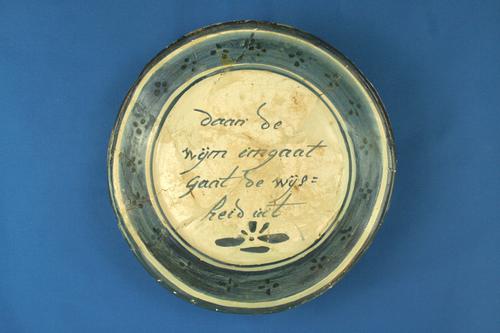 daar de
wijn ingaat
gaat de wijs=
heid uit